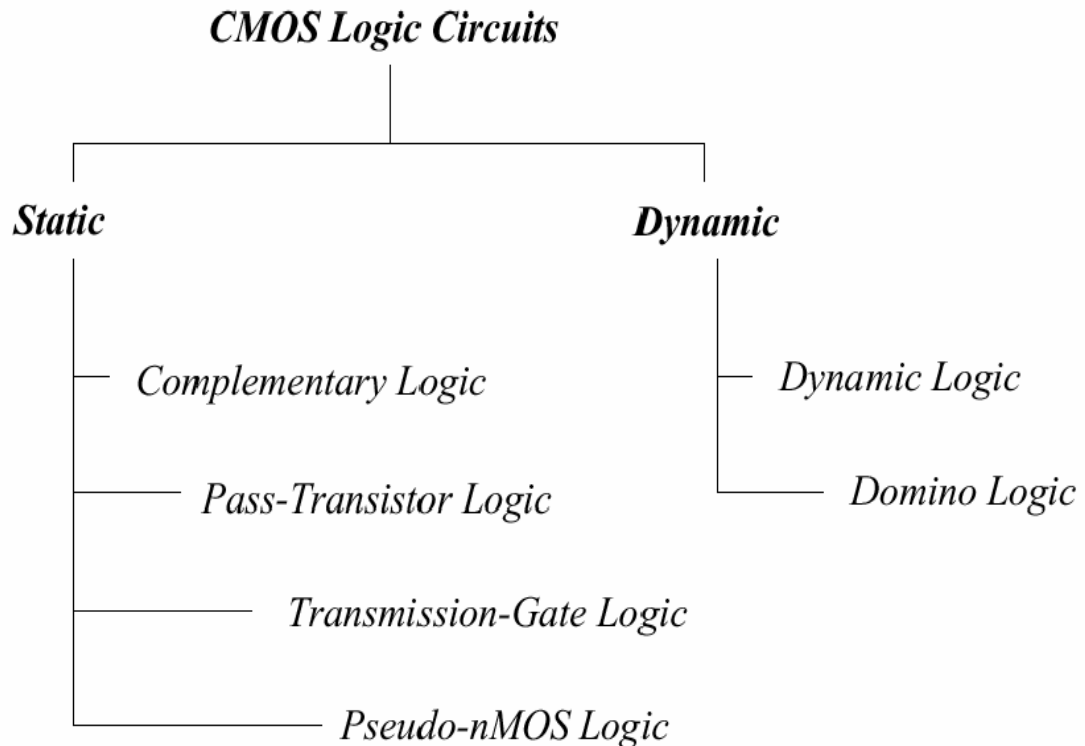 CMOS Logic Circuits
Static
Dynamic
Complementary Logic
Dynamic Logic
Pass-Transistor Logic
Domino Logic
Transmission-Gate Logic
Pseudo-nMOS Logic